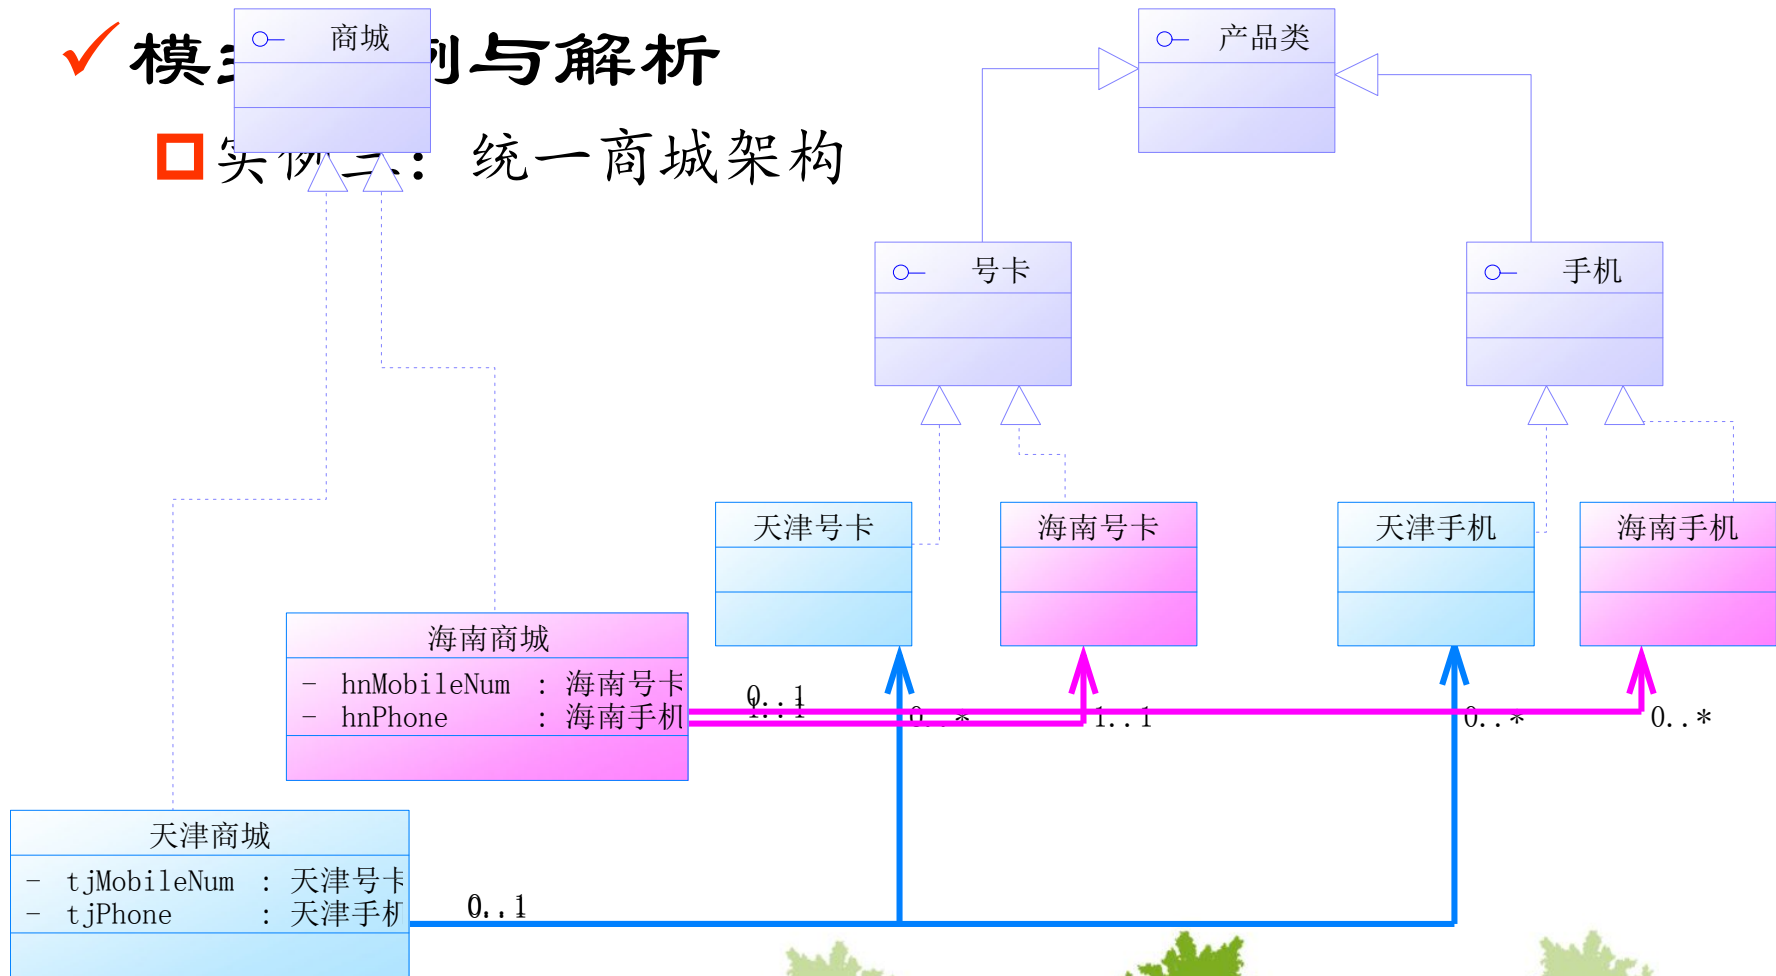 模式实例与解析
实例三：统一商城架构
商城
产品类
号卡
手机
天津号卡
海南号卡
天津手机
海南手机
海南商城
- hnMobileNum : 海南号卡
- hnPhone : 海南手机
0..1
1..1
0..*
1..1
0..*
0..*
天津商城
- tjMobileNum : 天津号卡
- tjPhone : 天津手机
0..1